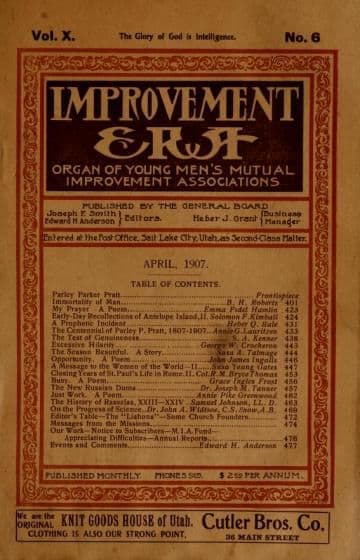 Vol. X. The Glory of God is Intelligence. No. 6
IMPROVEMENT
ERA
ORGAN OF YOUNG MEN'S MUTUAL
IMPROVEMENT ASSOCIATIONS
PUBLISHED BY THE GENERAL BOARD
Joseph F. Smith
Edward H. Anderson } Editors. Heber J. Grant { Business Manager
Entered at the Post Office, Salt Lake City, Utah, as Second-Class Matter.
APRIL, 1907.
TABLE OF CONTENTS.
Parley Parker Pratt Frontispiece
Immortality of Man B. H. Roberts 401
My Prayer A Poem Emma Fidel Hamlin 423
Early-Day Recollections of Antelope Island, II. Solomon F. Kimball 424
A Prophetic Incident Heber Q. Hale 431
The Centennial of Parley P. Pratt, 1807-1907. Annie G. Lauritzen 433
The Test of Genuineness S. A. Kenner 438
Excessive Hilarity George W. Crocheron 443
The Season Beautiful. A Story Susa A. Talmage 444
Opportunity. A Poem John James Ingalls 446
A Message to the Women of the World—II Susa Young Gates 447
Closing Years of St. Paul's Life in Rome. II. Col. R. M. Bryce Thomas 453
Busy. A Poem Grace Ingles Frost 456
The New Russian Duma Dr. Joseph M. Tanner 457
Just Work. A Poem Annie Pike Greenwood 462
The History of Rasselas, XXIII—XXIV Samuel Johnson, LL. D. 463
On the Progress of Science. Dr. John A. Widtsoe, C.S. Snow, A.B. 469
Editor's Table—The "Liahona"—Some Church Founders 472
Messages from the Missions 474
Our Work—Notice to Subscribers—M.I.A. Fund—
Appreciating Difficulties—Annual Reports 476
Events and Comments Edward H. Anderson 477
PUBLISHED MONTHLY. PHONES 565. $2 00 PER ANNUM.
We are the
ORIGINAL KNIT GOODS HOUSE of Utah.
CLOTHING IS ALSO OUR STRONG POINT.
Cutler Bros. Co.
36 MAIN STREET